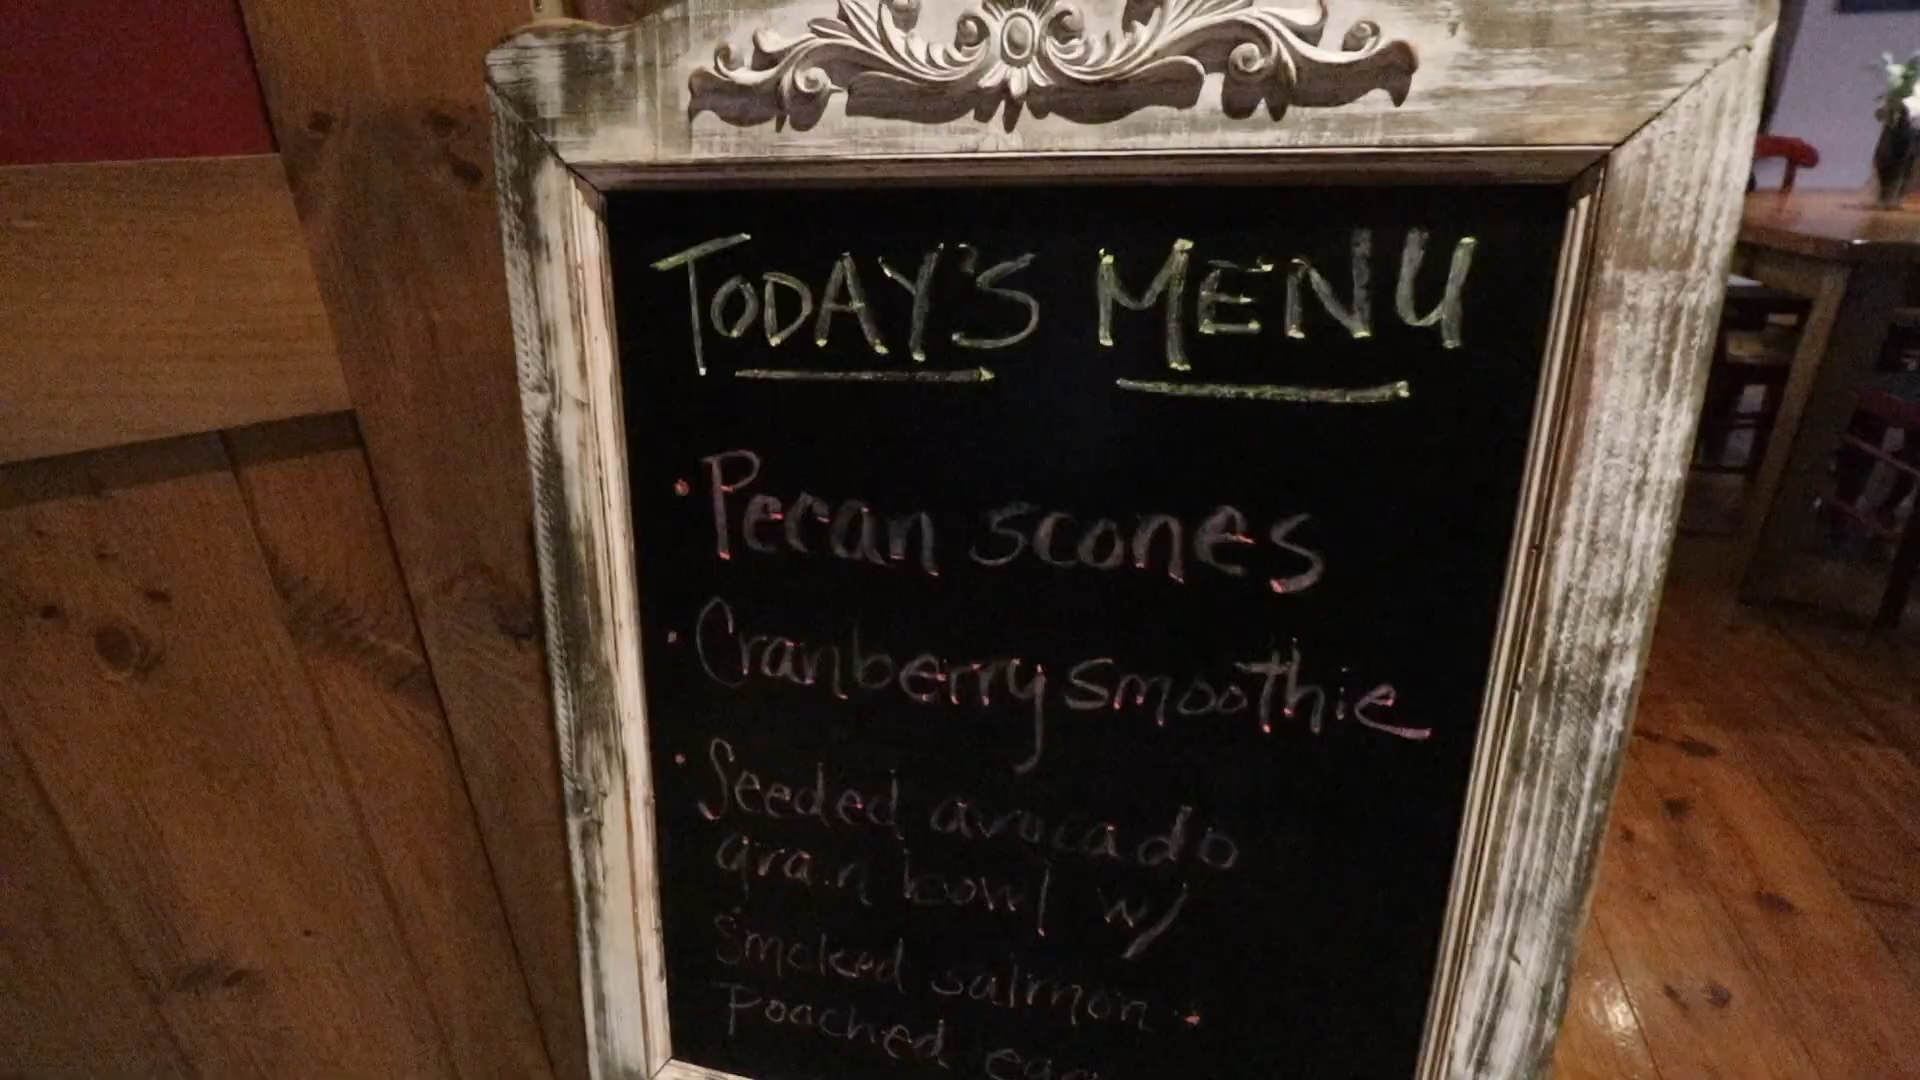 TODAY'S MENU
· Pecan scones
· Cranberry smoothie
· Seeded avocado
grain bowl w/
smoked salmon ·
Poached egg